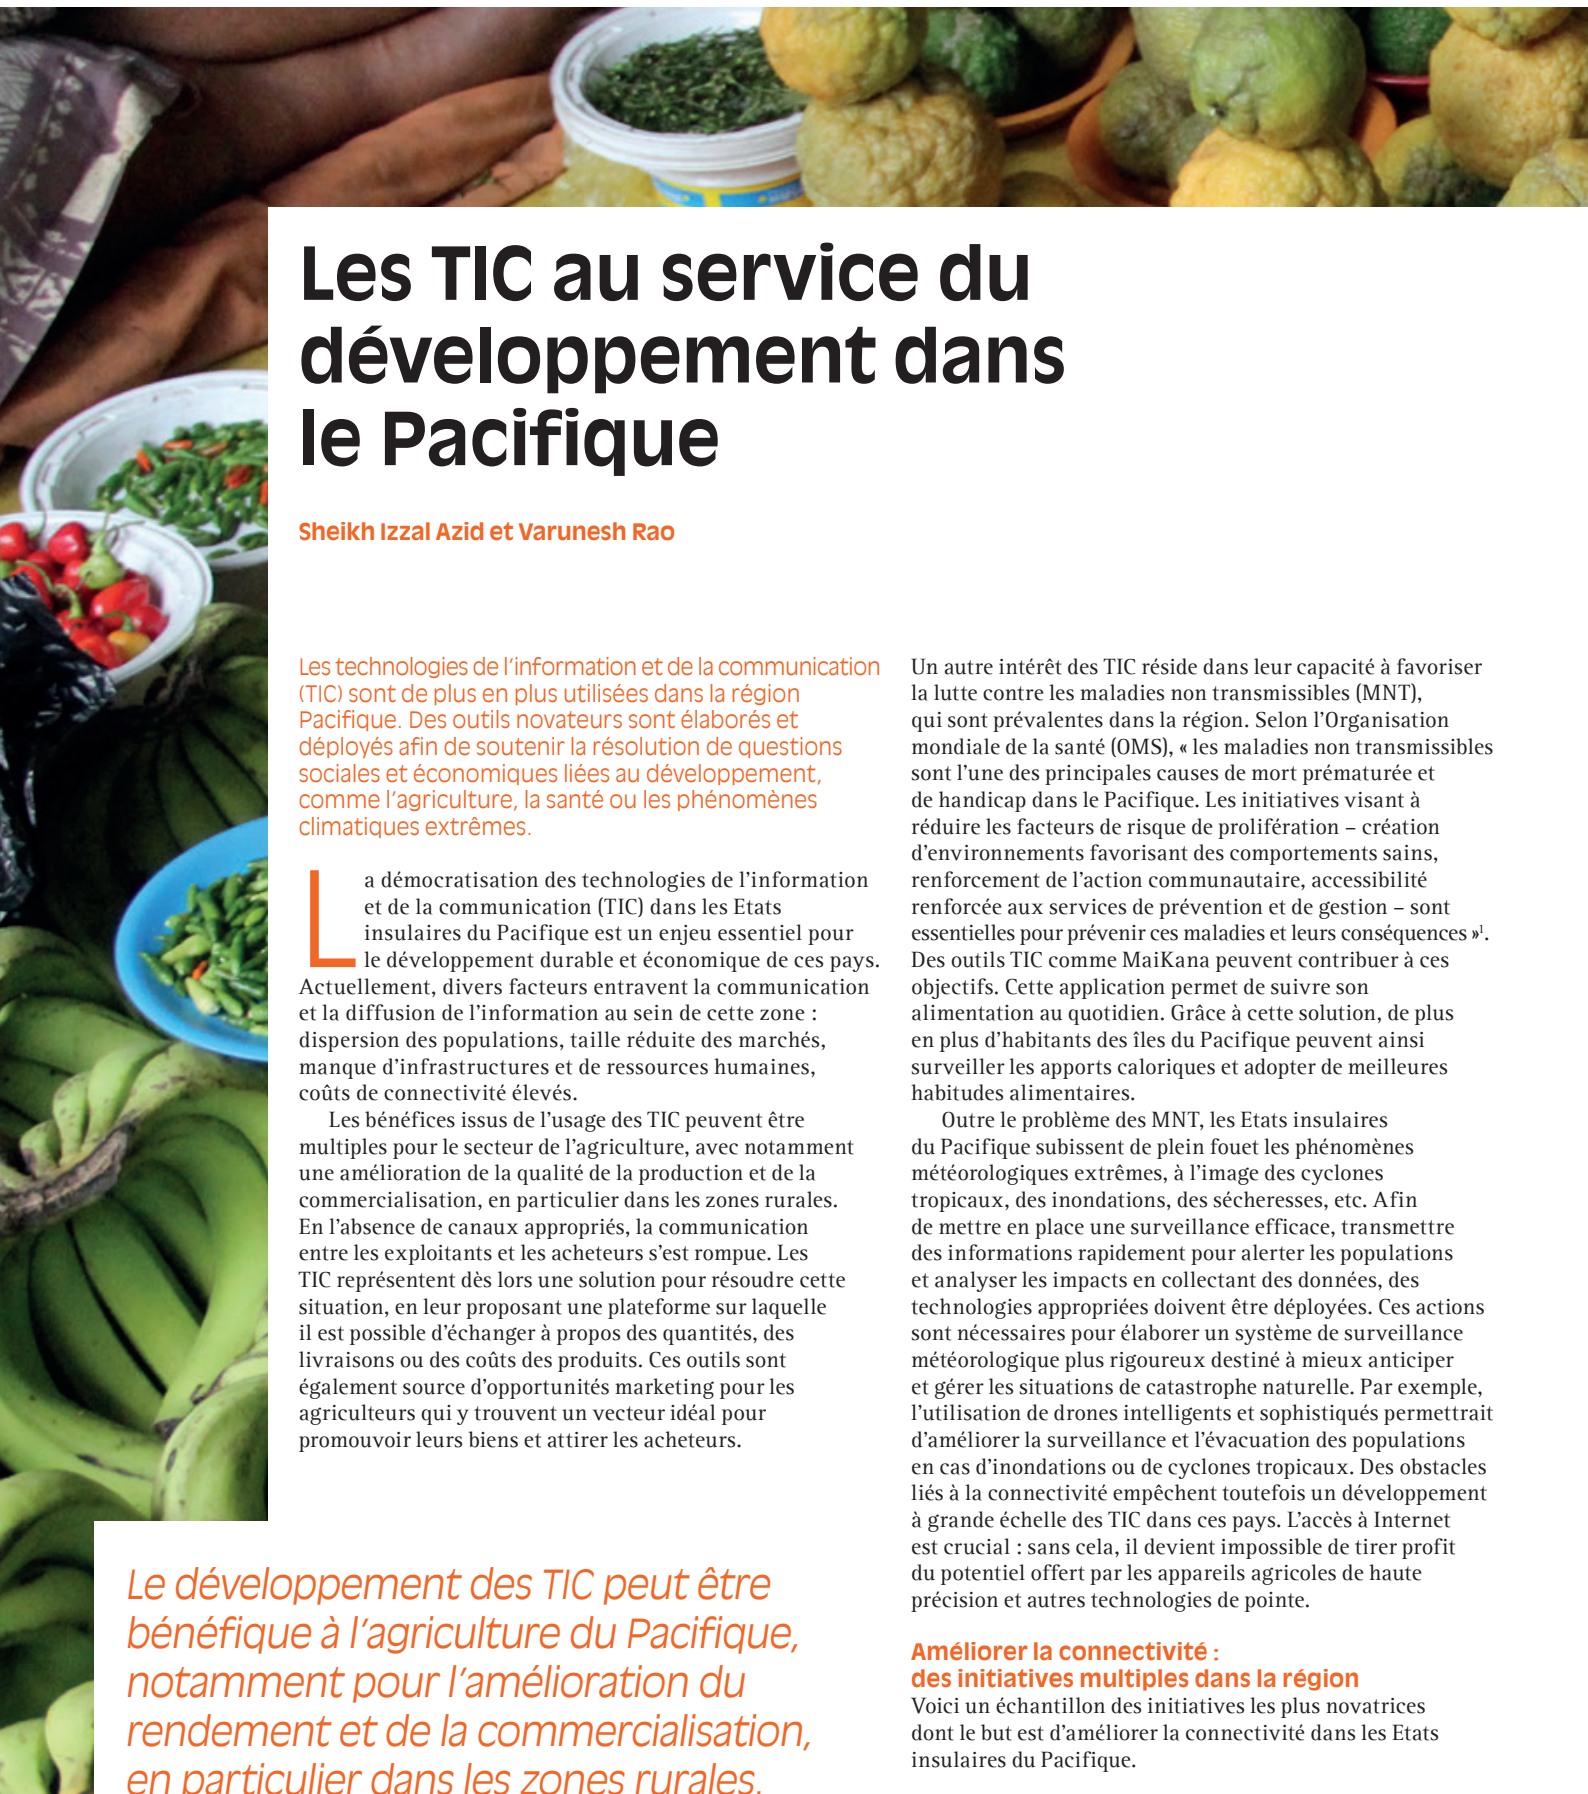 Les TIC au service du
développement dans
le Pacifique
Sheikh Izzal Azid et Varunesh Rao
Les technologies de l’information et de la communication
(TIC) sont de plus en plus utilisées dans la région
Pacifique. Des outils novateurs sont élaborés et
déployés afin de soutenir la résolution de questions
sociales et économiques liées au développement,
comme l’agriculture, la santé ou les phénomènes
climatiques extrêmes.
La démocratisation des technologies de l’information
et de la communication (TIC) dans les Etats
insulaires du Pacifique est un enjeu essentiel pour
le développement durable et économique de ces pays.
Actuellement, divers facteurs entravent la communication
et la diffusion de l’information au sein de cette zone :
dispersion des populations, taille réduite des marchés,
manque d’infrastructures et de ressources humaines,
coûts de connectivité élevés.
Les bénéfices issus de l’usage des TIC peuvent être
multiples pour le secteur de l’agriculture, avec notamment
une amélioration de la qualité de la production et de la
commercialisation, en particulier dans les zones rurales.
En l’absence de canaux appropriés, la communication
entre les exploitants et les acheteurs s’est rompue. Les
TIC représentent dès lors une solution pour résoudre cette
situation, en leur proposant une plateforme sur laquelle
il est possible d’échanger à propos des quantités, des
livraisons ou des coûts des produits. Ces outils sont
également source d’opportunités marketing pour les
agriculteurs qui y trouvent un vecteur idéal pour
promouvoir leurs biens et attirer les acheteurs.
Le développement des TIC peut être
bénéfique à l’agriculture du Pacifique,
notamment pour l’amélioration du
rendement et de la commercialisation,
en particulier dans les zones rurales.
Un autre intérêt des TIC réside dans leur capacité à favoriser
la lutte contre les maladies non transmissibles (MNT),
qui sont prévalentes dans la région. Selon l’Organisation
mondiale de la santé (OMS), « les maladies non transmissibles
sont l’une des principales causes de mort prématurée et
de handicap dans le Pacifique. Les initiatives visant à
réduire les facteurs de risque de prolifération – création
d’environnements favorisant des comportements sains,
renforcement de l’action communautaire, accessibilité
renforcée aux services de prévention et de gestion – sont
essentielles pour prévenir ces maladies et leurs conséquences »¹.
Des outils TIC comme MaiKana peuvent contribuer à ces
objectifs. Cette application permet de suivre son
alimentation au quotidien. Grâce à cette solution, de plus
en plus d’habitants des îles du Pacifique peuvent ainsi
surveiller les apports caloriques et adopter de meilleures
habitudes alimentaires.
Outre le problème des MNT, les Etats insulaires
du Pacifique subissent de plein fouet les phénomènes
météorologiques extrêmes, à l’image des cyclones
tropicaux, des inondations, des sécheresses, etc. Afin
de mettre en place une surveillance efficace, transmettre
des informations rapidement pour alerter les populations
et analyser les impacts en collectant des données, des
technologies appropriées doivent être déployées. Ces actions
sont nécessaires pour élaborer un système de surveillance
météorologique plus rigoureux destiné à mieux anticiper
et gérer les situations de catastrophe naturelle. Par exemple,
l’utilisation de drones intelligents et sophistiqués permettrait
d’améliorer la surveillance et l’évacuation des populations
en cas d’inondations ou de cyclones tropicaux. Des obstacles
liés à la connectivité empêchent toutefois un développement
à grande échelle des TIC dans ces pays. L’accès à Internet
est crucial : sans cela, il devient impossible de tirer profit
du potentiel offert par les appareils agricoles de haute
précision et autres technologies de pointe.
Améliorer la connectivité :
des initiatives multiples dans la région
Voici un échantillon des initiatives les plus novatrices
dont le but est d’améliorer la connectivité dans les Etats
insulaires du Pacifique.